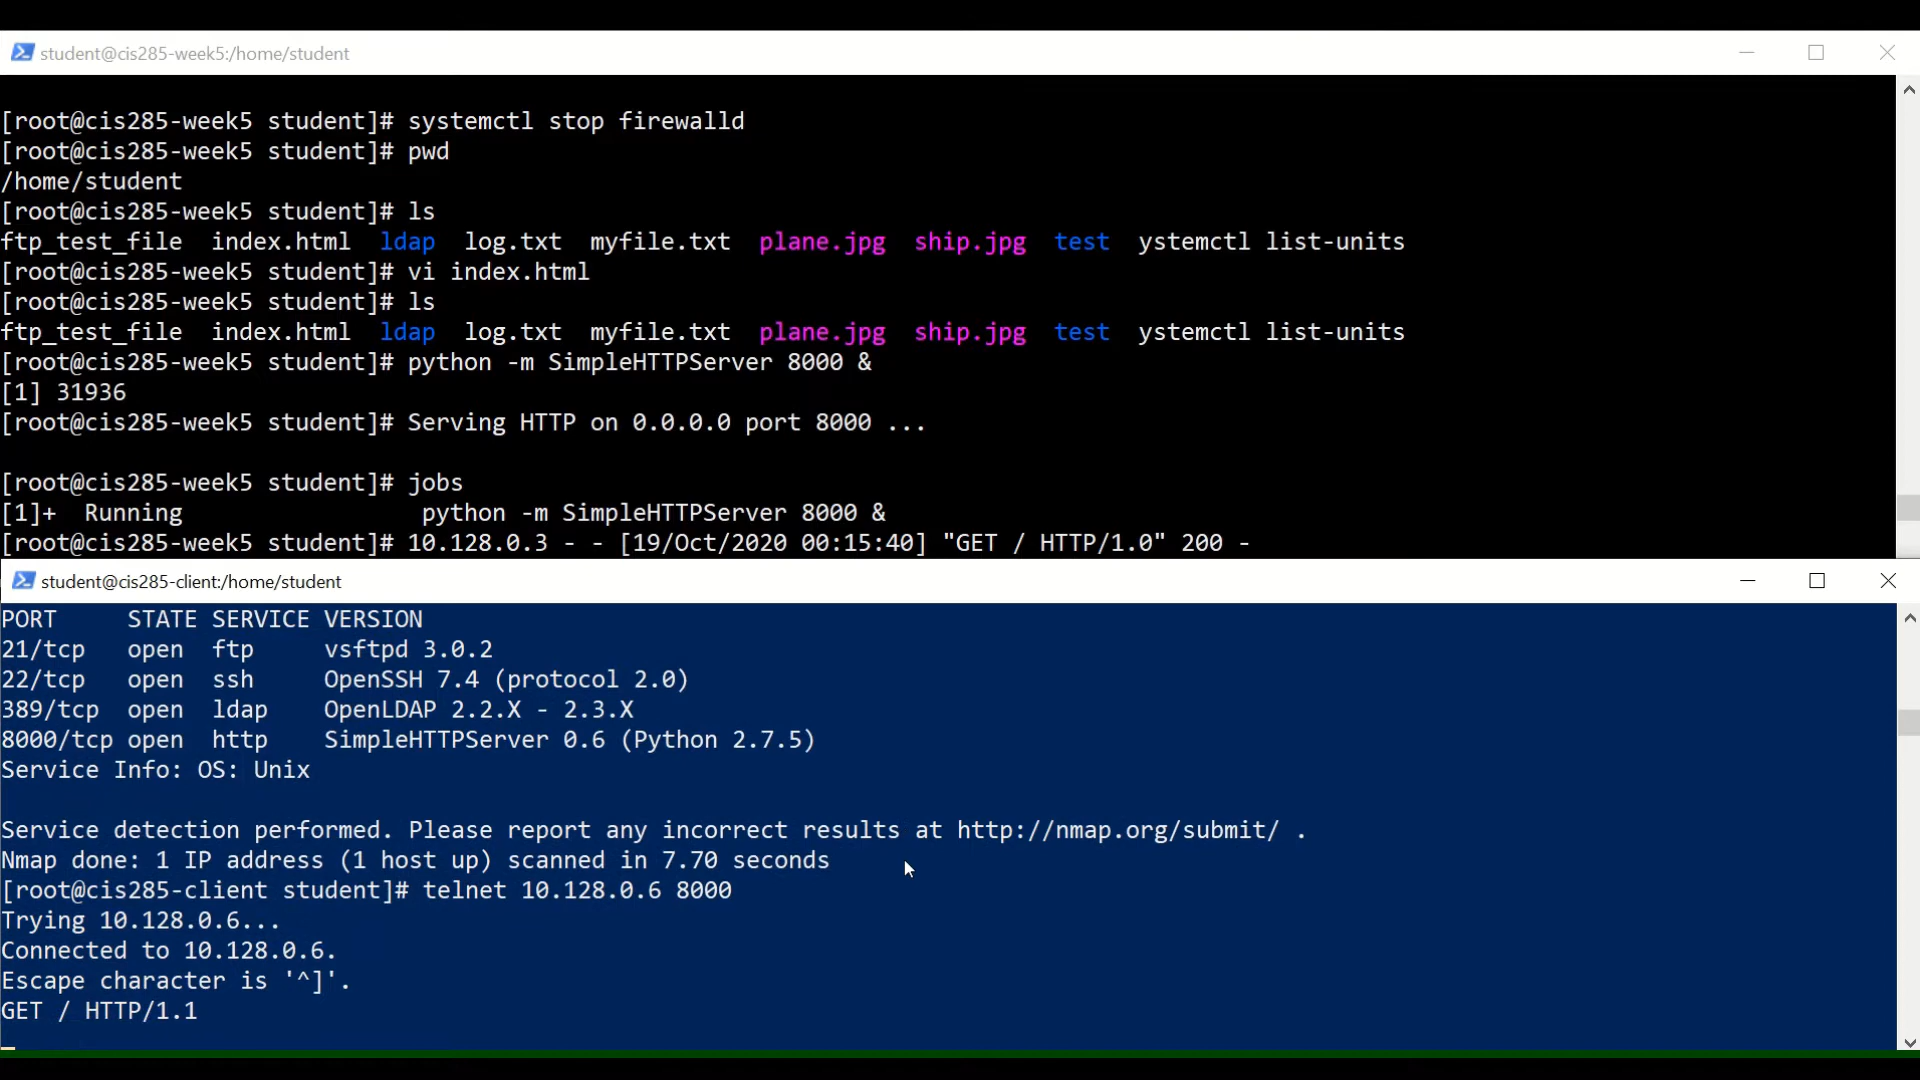 student@cis285-week5:/home/student
[root@cis285-week5 student]# systemctl stop firewalld
[root@cis285-week5 student]# pwd
/home/student
[root@cis285-week5 student]# ls
ftp_test_file  index.html  ldap  log.txt  myfile.txt  plane.jpg  ship.jpg  test  ystemctl list-units
[root@cis285-week5 student]# vi index.html
[root@cis285-week5 student]# ls
ftp_test_file  index.html  ldap  log.txt  myfile.txt  plane.jpg  ship.jpg  test  ystemctl list-units
[root@cis285-week5 student]# python -m SimpleHTTPServer 8000 &
[1] 31936
[root@cis285-week5 student]# Serving HTTP on 0.0.0.0 port 8000 ...
[root@cis285-week5 student]# jobs
[1]+  Running                 python -m SimpleHTTPServer 8000 &
[root@cis285-week5 student]# 10.128.0.3 - - [19/Oct/2020 00:15:40] "GET / HTTP/1.0" 200 -
student@cis285-client:/home/student
PORT     STATE SERVICE VERSION
21/tcp   open  ftp     vsftpd 3.0.2
22/tcp   open  ssh     OpenSSH 7.4 (protocol 2.0)
389/tcp  open  ldap    OpenLDAP 2.2.X - 2.3.X
8000/tcp open  http    SimpleHTTPServer 0.6 (Python 2.7.5)
Service Info: OS: Unix
Service detection performed. Please report any incorrect results at http://nmap.org/submit/ .
Nmap done: 1 IP address (1 host up) scanned in 7.70 seconds
[root@cis285-client student]# telnet 10.128.0.6 8000
Trying 10.128.0.6...
Connected to 10.128.0.6.
Escape character is '^]'.
GET / HTTP/1.1